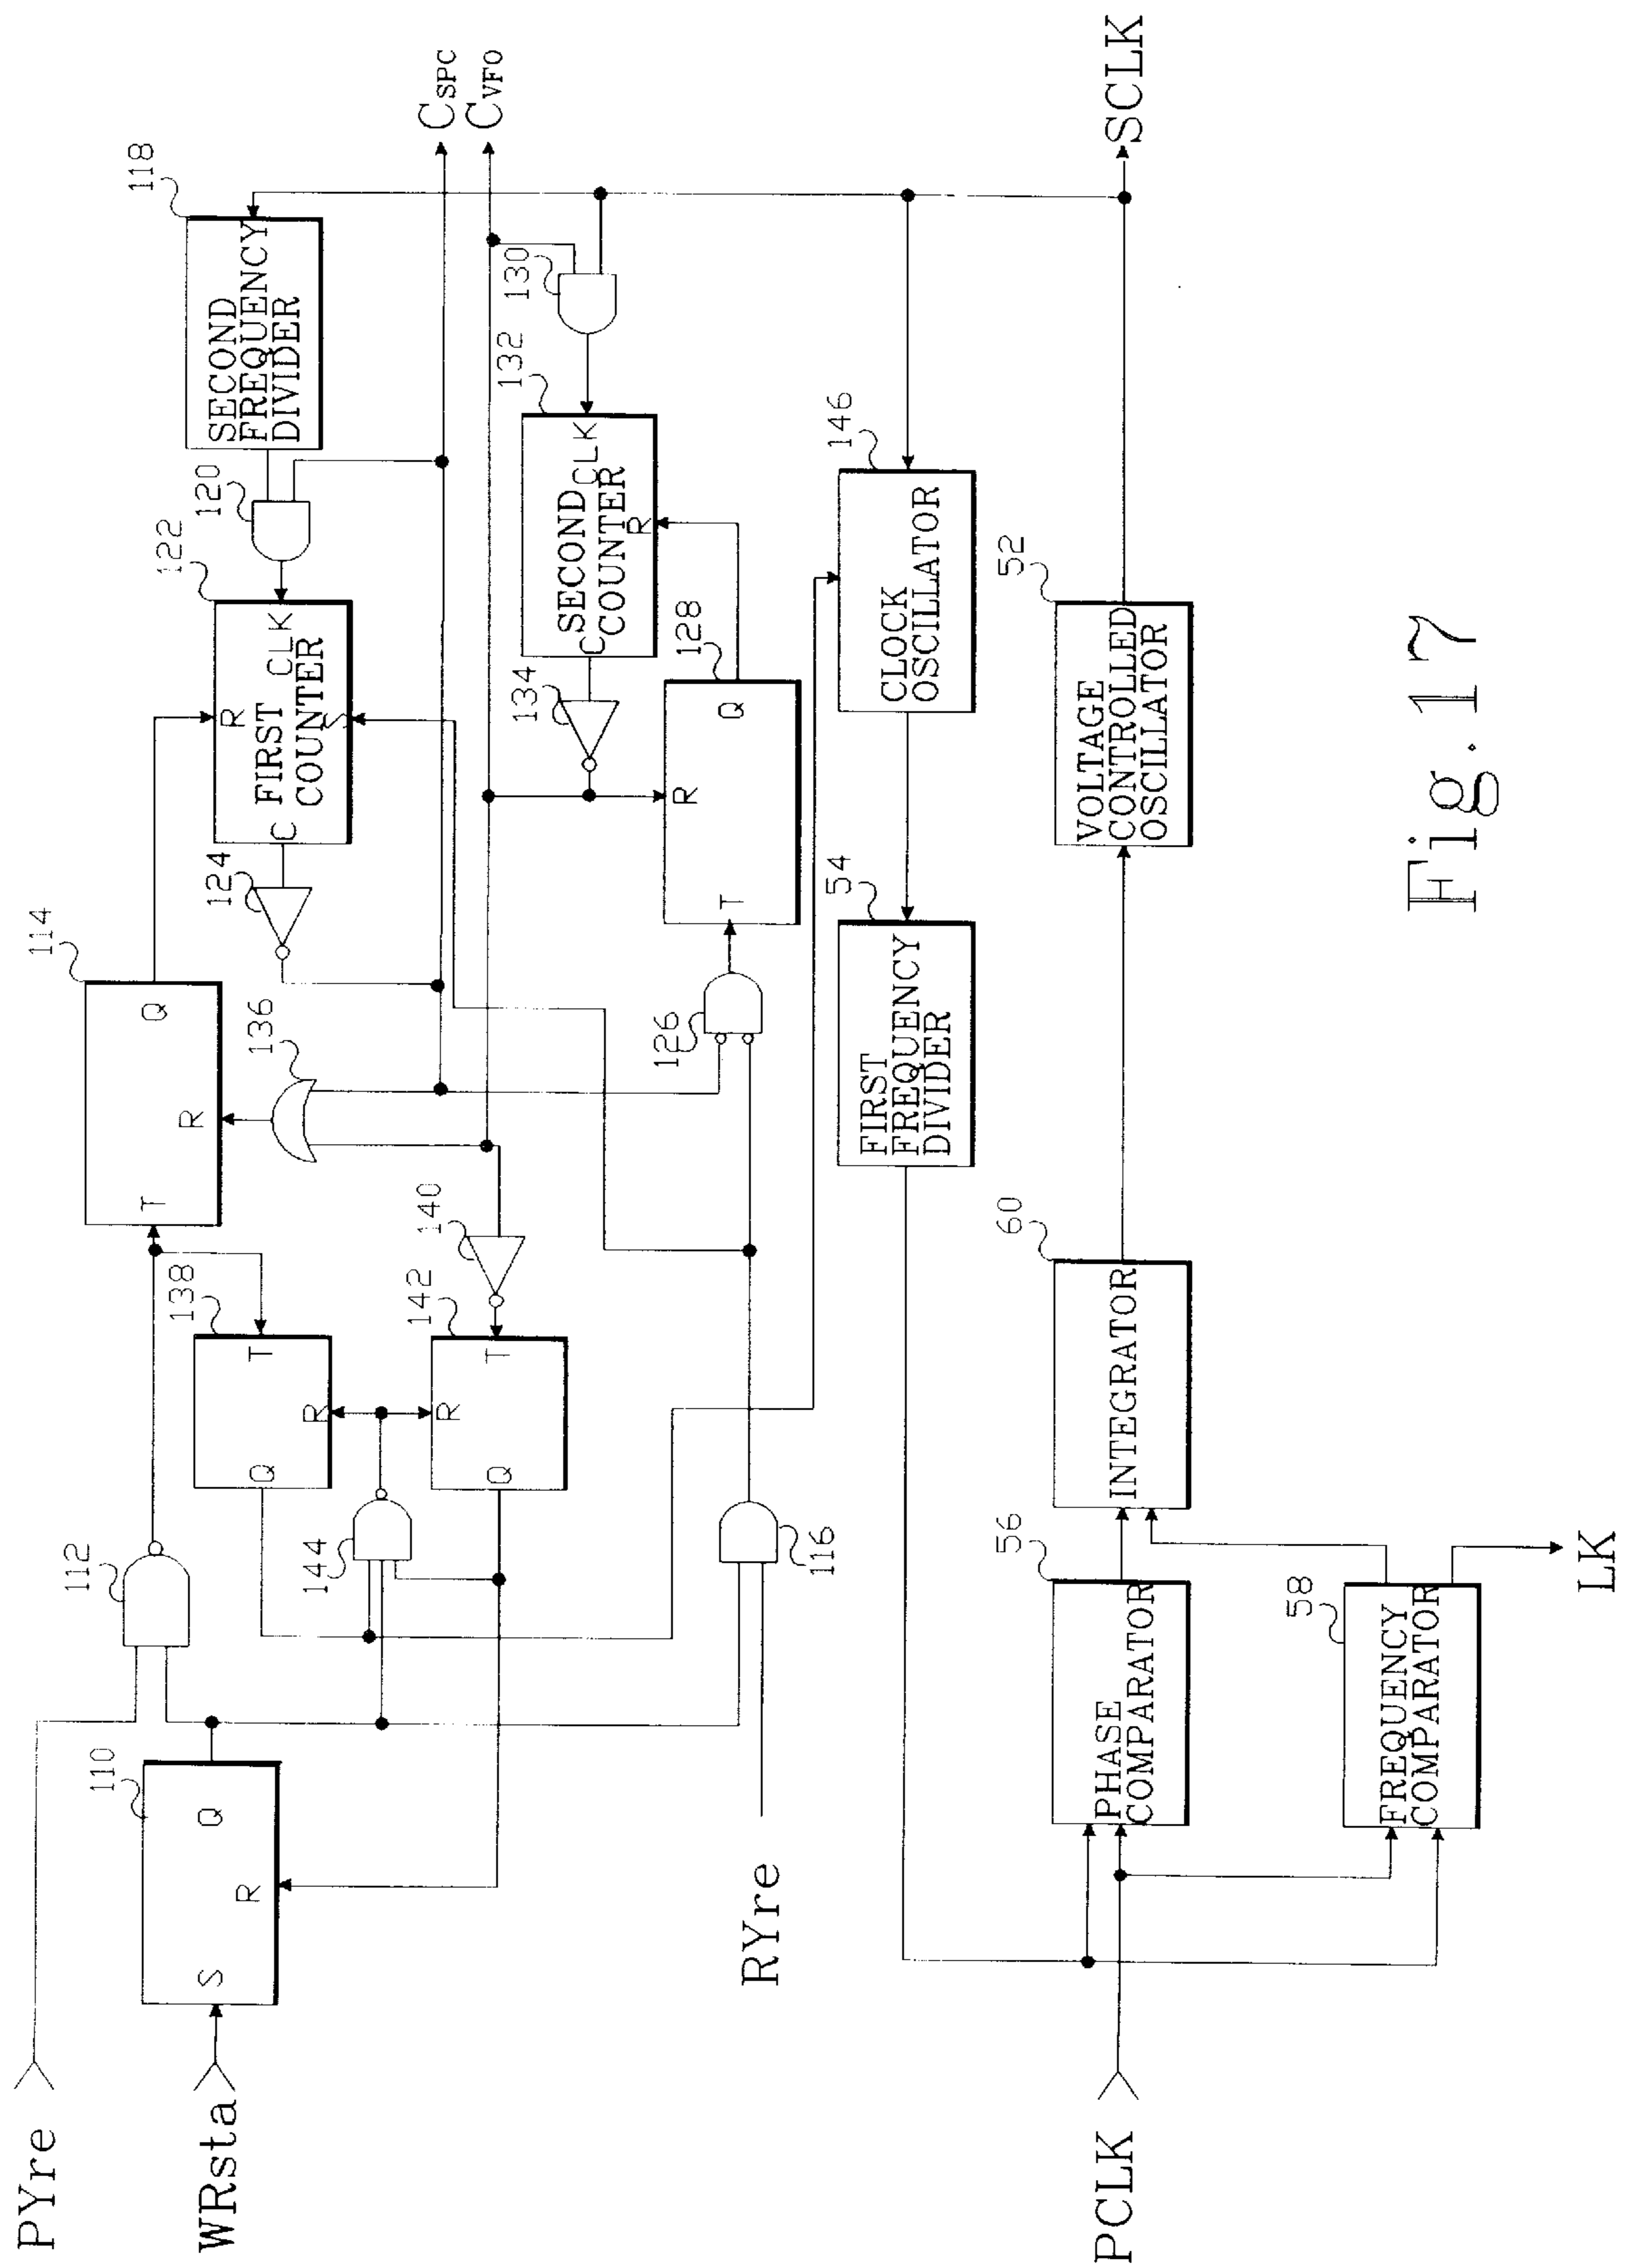 PYre
WRsta
110
S
Q
R
112
114
T
Q
R
118
SECOND
FREQUENCY
DIVIDER
120
122
R
CLK
FIRST
COUNTER
C
124
CSPC
CVFO
136
138
T
R
Q
144
140
142
T
R
Q
130
132
SECOND
CLK
COUNTER
C
R
134
128
R
T
Q
126
116
RYre
146
CLOCK
OSCILLATOR
54
FIRST
FREQUENCY
DIVIDER
PCLK
56
PHASE
COMPARATOR
60
INTEGRATOR
52
VOLTAGE
CONTROLLED
OSCILLATOR
SCLK
58
FREQUENCY
COMPARATOR
LK
Fig. 17